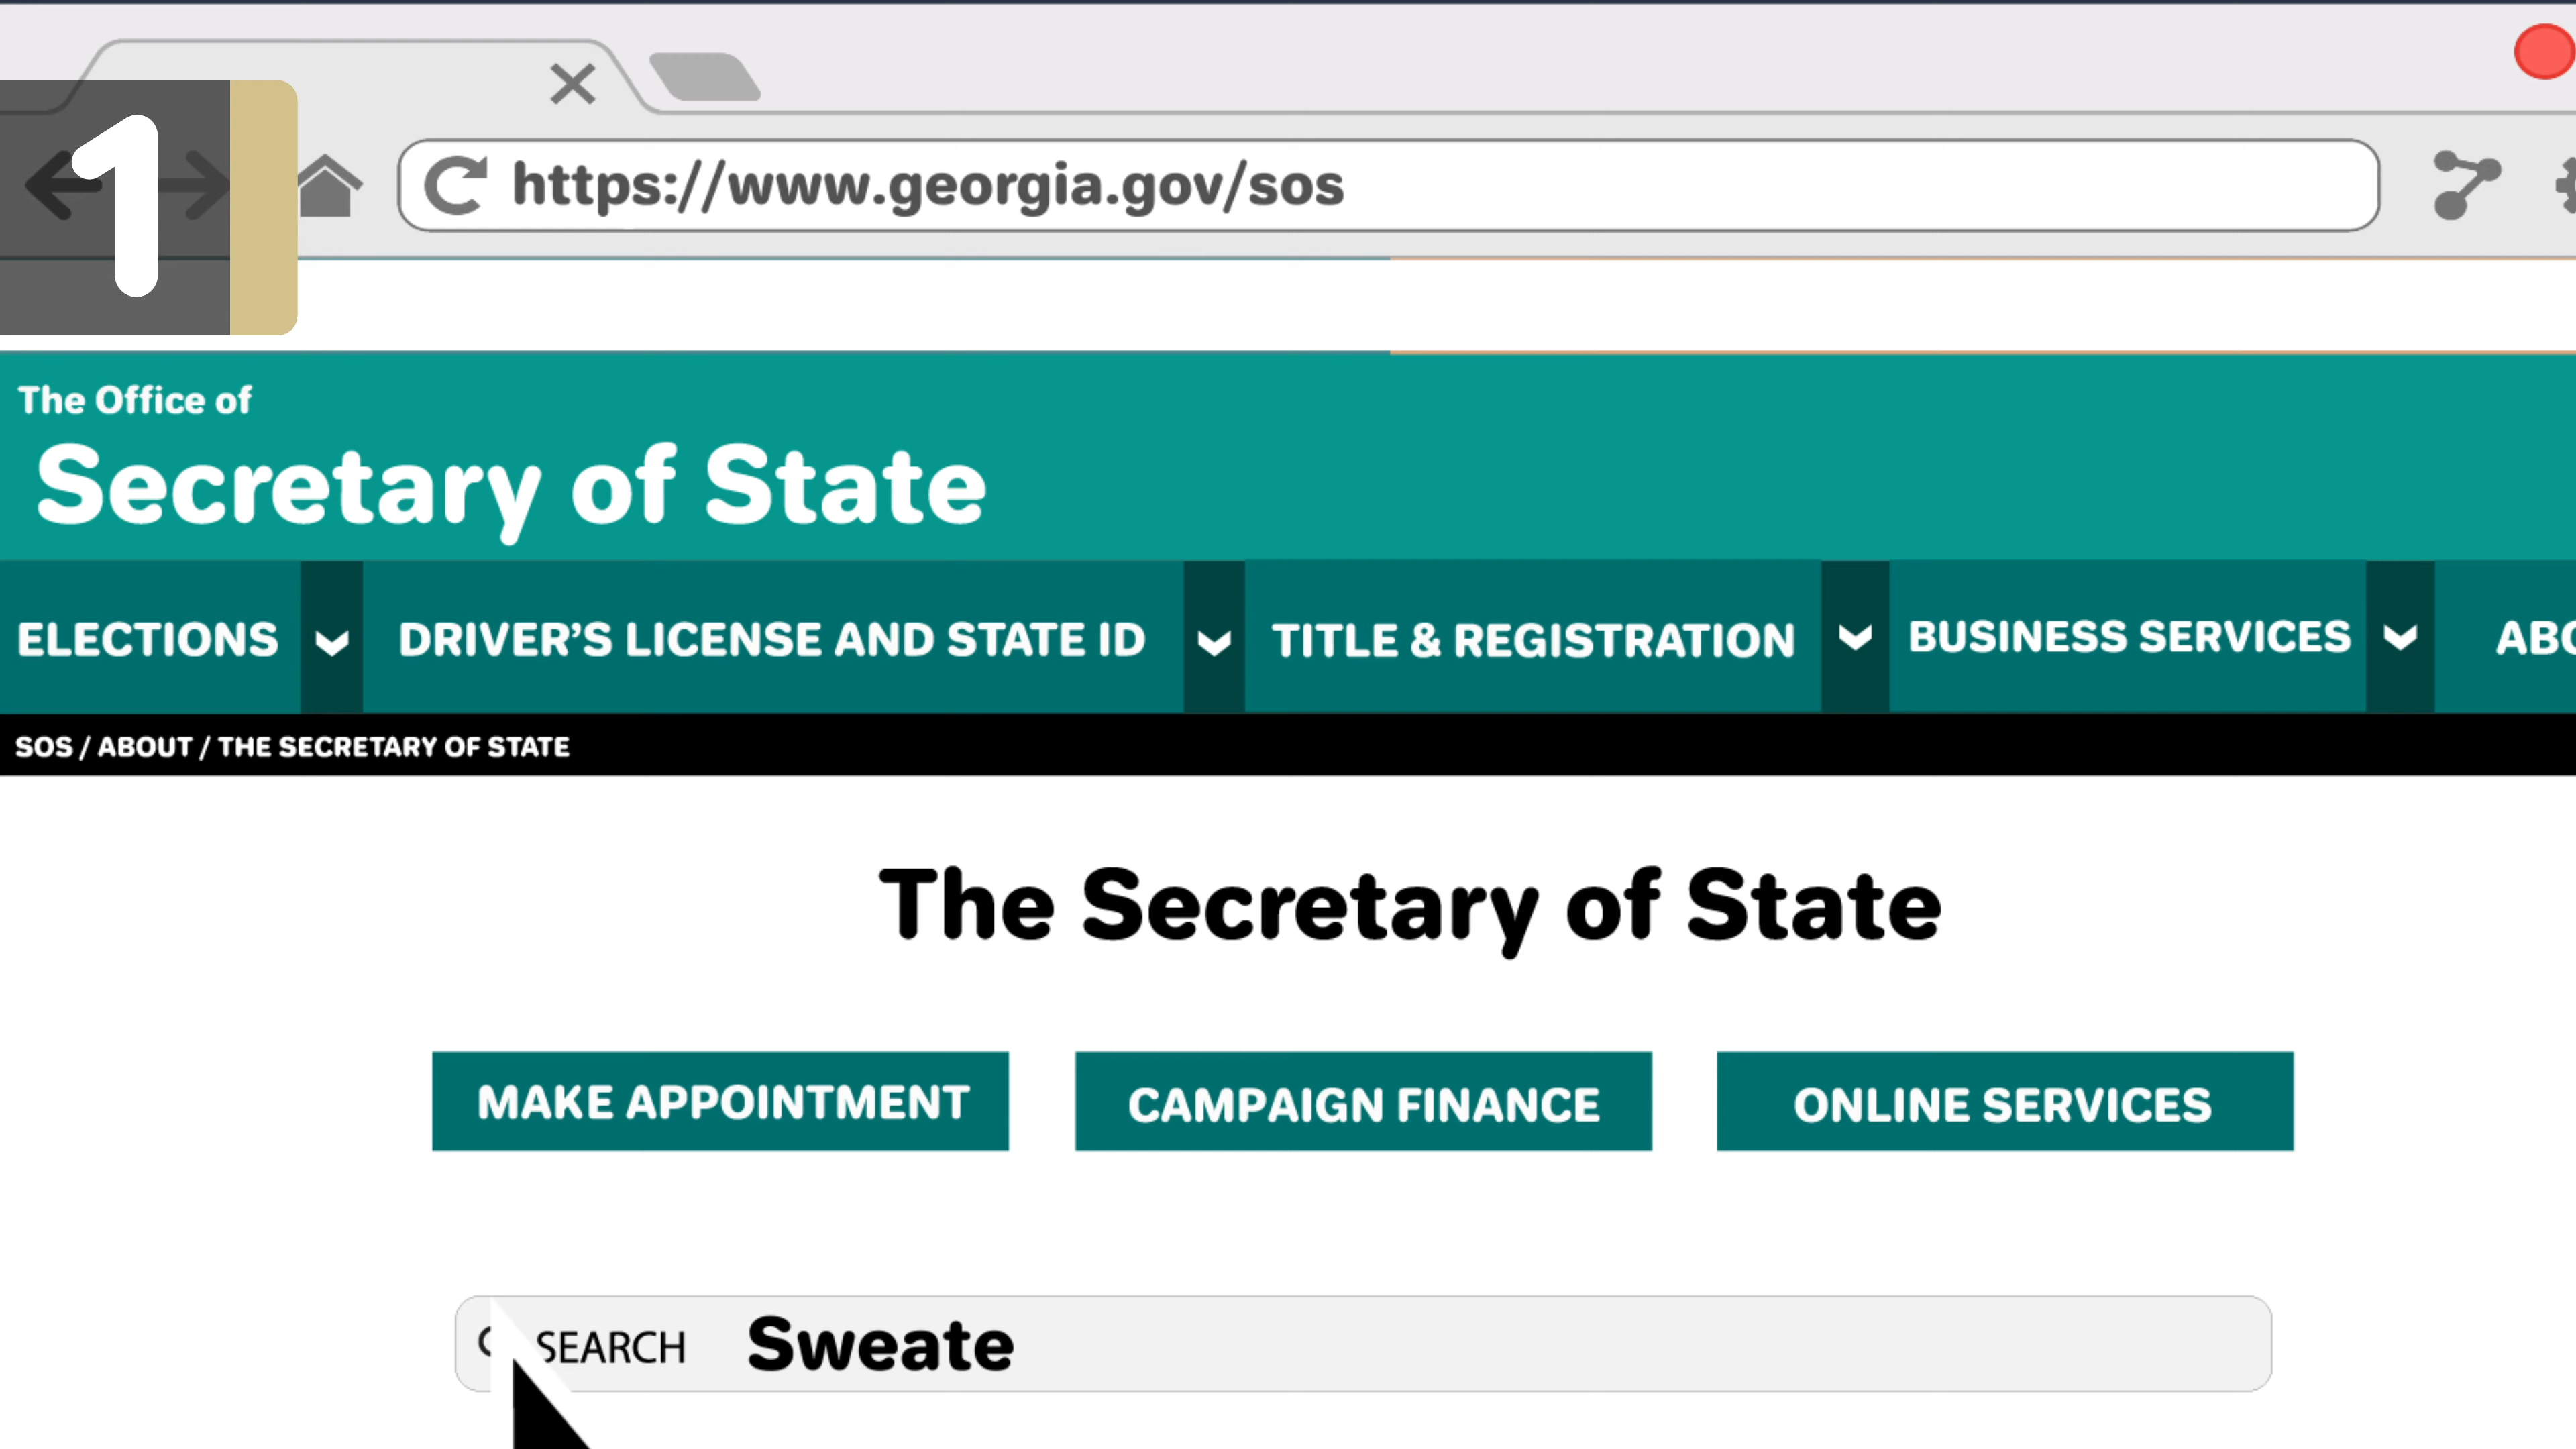 1
https://www.georgia.gov/sos
The Office of
Secretary of State
ELECTIONS DRIVER’S LICENSE AND STATE ID TITLE & REGISTRATION BUSINESS SERVICES
SOS / ABOUT / THE SECRETARY OF STATE
The Secretary of State
MAKE APPOINTMENT CAMPAIGN FINANCE ONLINE SERVICES
SEARCH Sweate